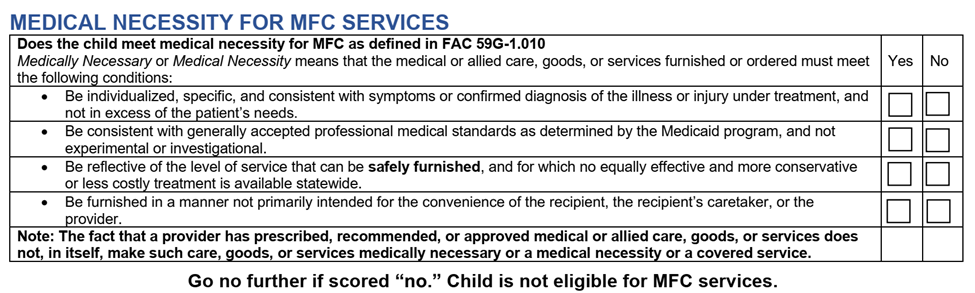 MEDICAL NECESSITY FOR MFC SERVICES
Does the child meet medical necessity for MFC as defined in FAC 59G-1.010
Medically Necessary or Medical Necessity means that the medical or allied care, goods, or services furnished or ordered must meet
the following conditions:
Yes No
• Be individualized, specific, and consistent with symptoms or confirmed diagnosis of the illness or injury under treatment, and
not in excess of the patient's needs.
• Be consistent with generally accepted professional medical standards as determined by the Medicaid program, and not
experimental or investigational.
• Be reflective of the level of service that can be safely furnished, and for which no equally effective and more conservative
or less costly treatment is available statewide.
• Be furnished in a manner not primarily intended for the convenience of the recipient, the recipient's caretaker, or the
provider.
Note: The fact that a provider has prescribed, recommended, or approved medical or allied care, goods, or services does
not, in itself, make such care, goods, or services medically necessary or a medical necessity or a covered service.
Go no further if scored “no.” Child is not eligible for MFC services.